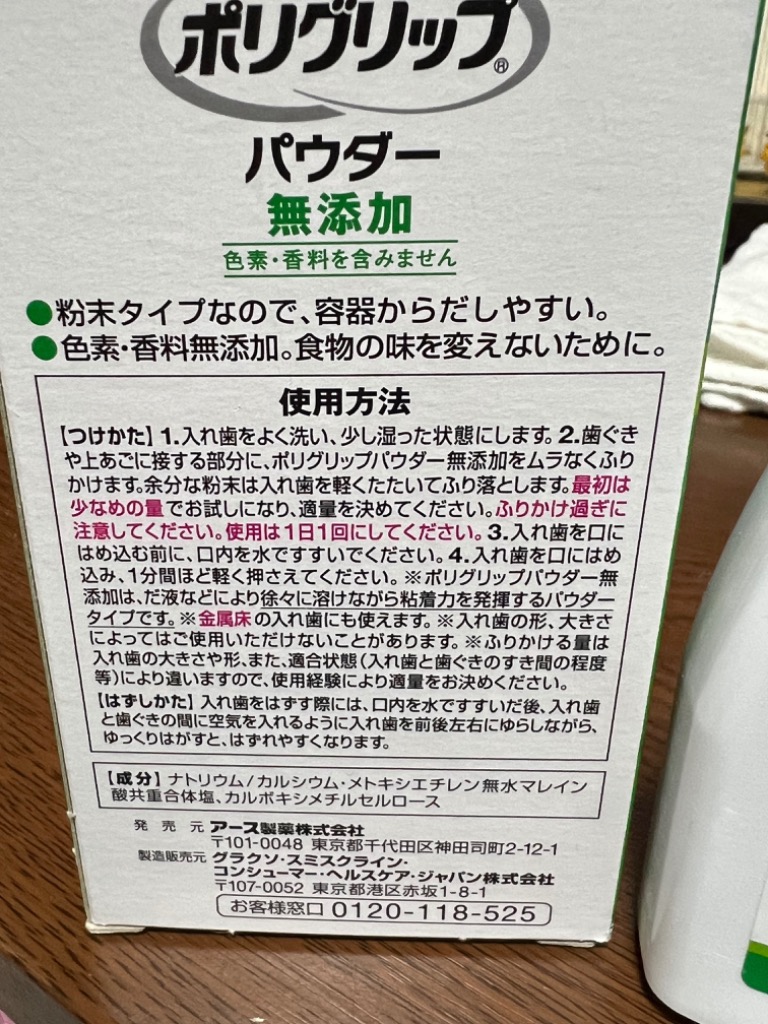 ポリグリップ®
パウダー
無添加
色素・香料を含みません
●粉末タイプなので、容器からだしやすい。
●色素・香料無添加。食物の味を変えないために。
使用方法
【つけかた】1.入れ歯をよく洗い、少し湿った状態にします。2.歯ぐき
や上あごに接する部分に、ポリグリップパウダー無添加をムラなくふり
かけます。余分な粉末は入れ歯を軽くたたいてふり落とします。最初は
少なめの量でお試しになり、適量を決めてください。ふりかけ過ぎに
注意してください。使用は1日1回にしてください。3.入れ歯を口に
はめ込む前に、口内を水ですすいでください。4.入れ歯を口にはめ
込み、1分間ほど軽く押さえてください。※ポリグリップパウダー無
添加は、だ液などにより徐々に溶けながら粘着力を発揮するパウダー
タイプです。※金属床の入れ歯にも使えます。※入れ歯の形、大きさ
によってはご使用いただけないことがあります。※ふりかける量は
入れ歯の大きさや形、また、適合状態(入れ歯と歯ぐきのすき間の程度
等)により違いますので、使用経験により適量をお決めください。
【はずしかた】入れ歯をはずす際には、口内を水ですすいだ後、入れ歯
と歯ぐきの間に空気を入れるように入れ歯を前後左右にゆらしながら、
ゆっくりはがすと、はずれやすくなります。
【成分】ナトリウム/カルシウム・メトキシエチレン無水マレイン
酸共重合体塩、カルボキシメチルセルロース
発売元 アース製薬株式会社
〒101-0048 東京都千代田区神田司町2-12-1
製造販売元 グラクソ・スミスクライン・
コンシューマー・ヘルスケア・ジャパン株式会社
〒107-0052 東京都港区赤坂1-8-1
お客様窓口 0120-118-525